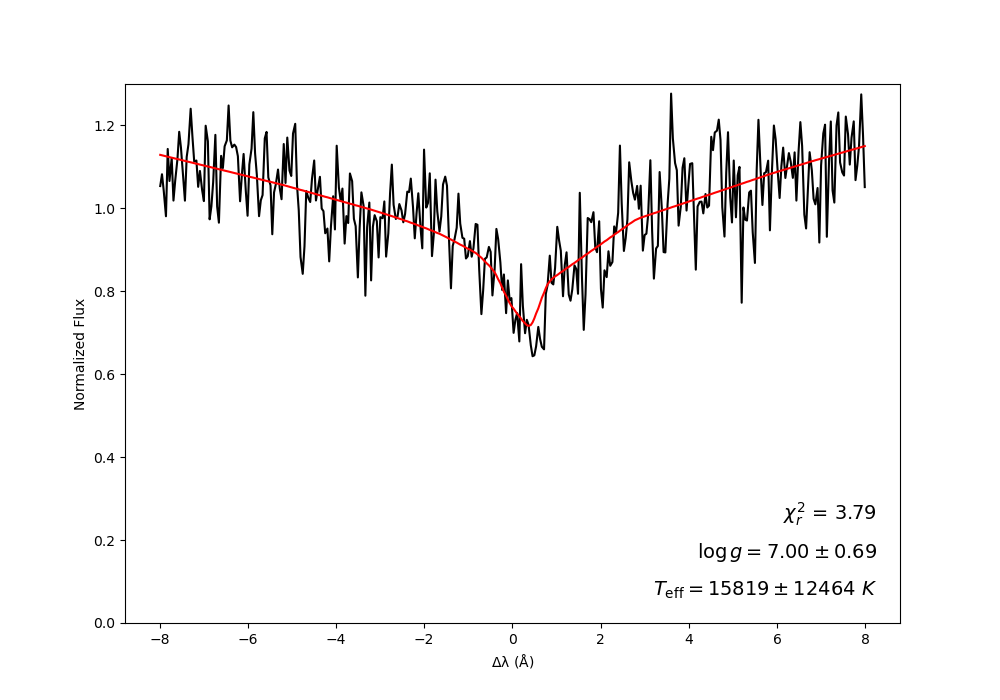 1.2
1.0
0.8
0.6
0.4
0.2
0.0
Normalized Flux
χ²ᵣ = 3.79
log g = 7.00 ± 0.69
T_eff = 15819 ± 12464 K
−8 −6 −4 −2 0 2 4 6 8
Δλ (Å)